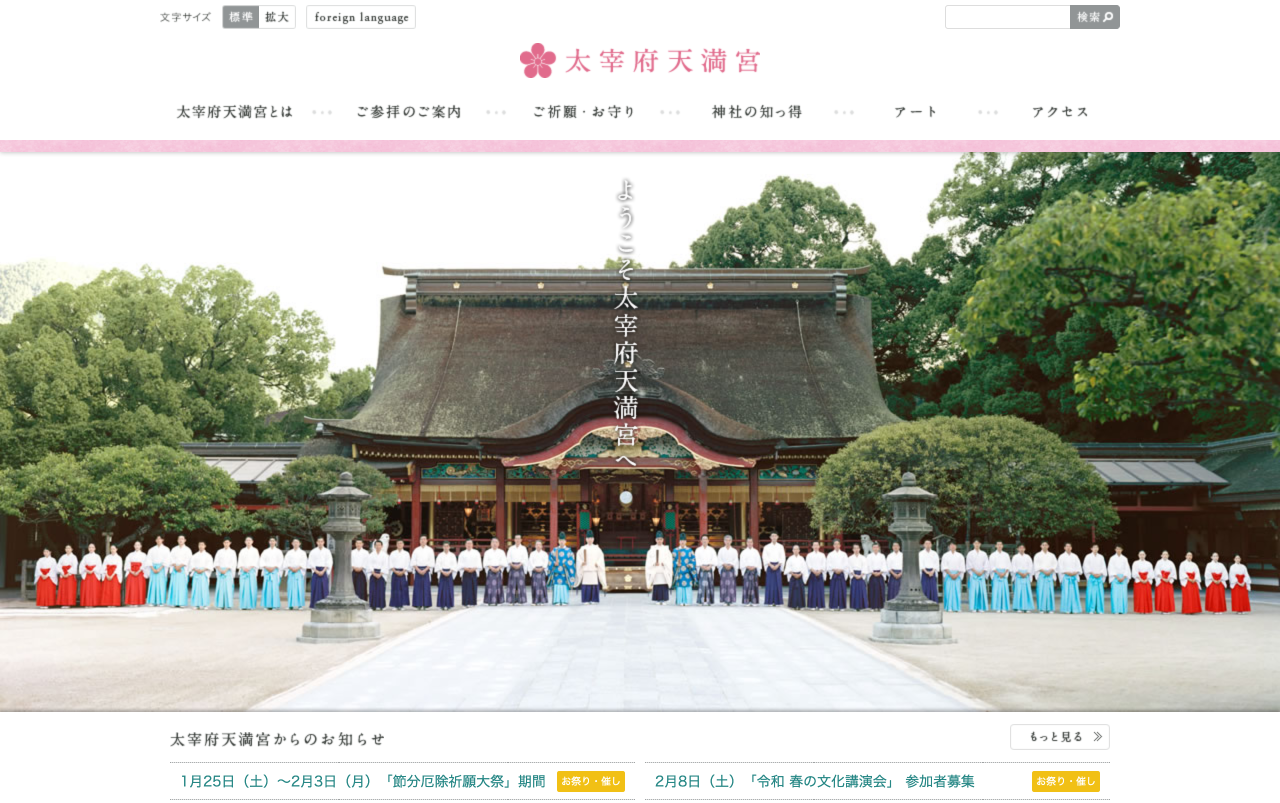 文字サイズ 標準 拡大 foreign language 検索
太宰府天満宮
太宰府天満宮とは ご参拝のご案内 ご祈願・お守り 神社の知っ得 アート アクセス
ようこそ太宰府天満宮へ
太宰府天満宮からのお知らせ もっと見る
1月25日（土）〜2月3日（月）「節分厄除祈願大祭」期間 お祭り・催し
2月8日（土）「令和 春の文化講演会」 参加者募集 お祭り・催し